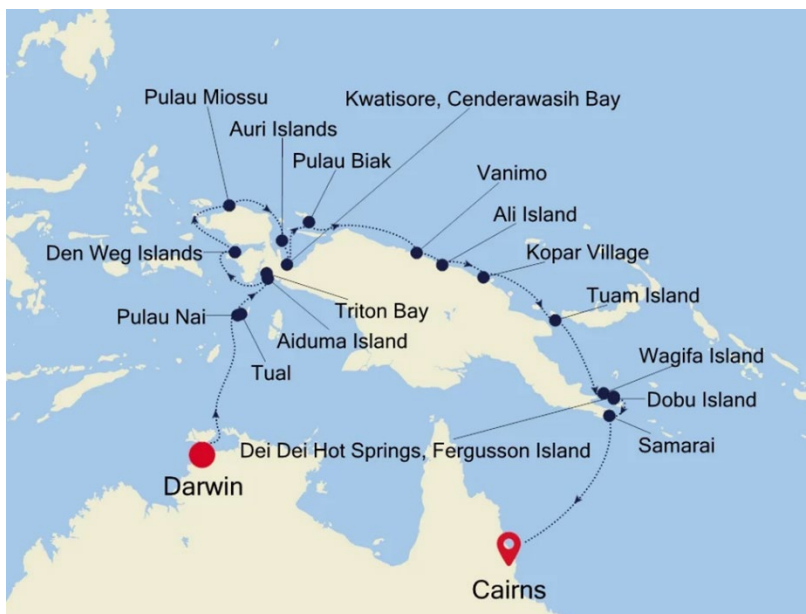 Pulau Miossu
Kwatisore, Cenderawasih Bay
Auri Islands
Pulau Biak
Vanimo
Ali Island
Den Weg Islands
Kopar Village
Triton Bay
Tuam Island
Pulau Nai
Aiduma Island
Tual
Wagifa Island
Dobu Island
Samarai
Dei Dei Hot Springs, Fergusson Island
Darwin
Cairns